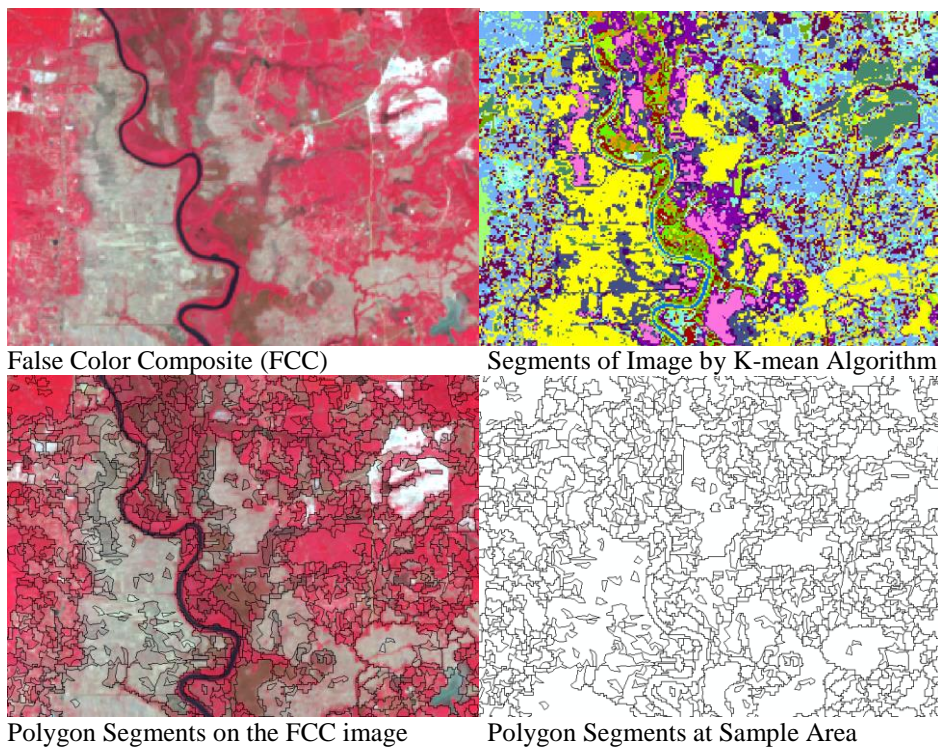 False Color Composite (FCC)
Segments of Image by K-mean Algorithm
Polygon Segments on the FCC image
Polygon Segments at Sample Area